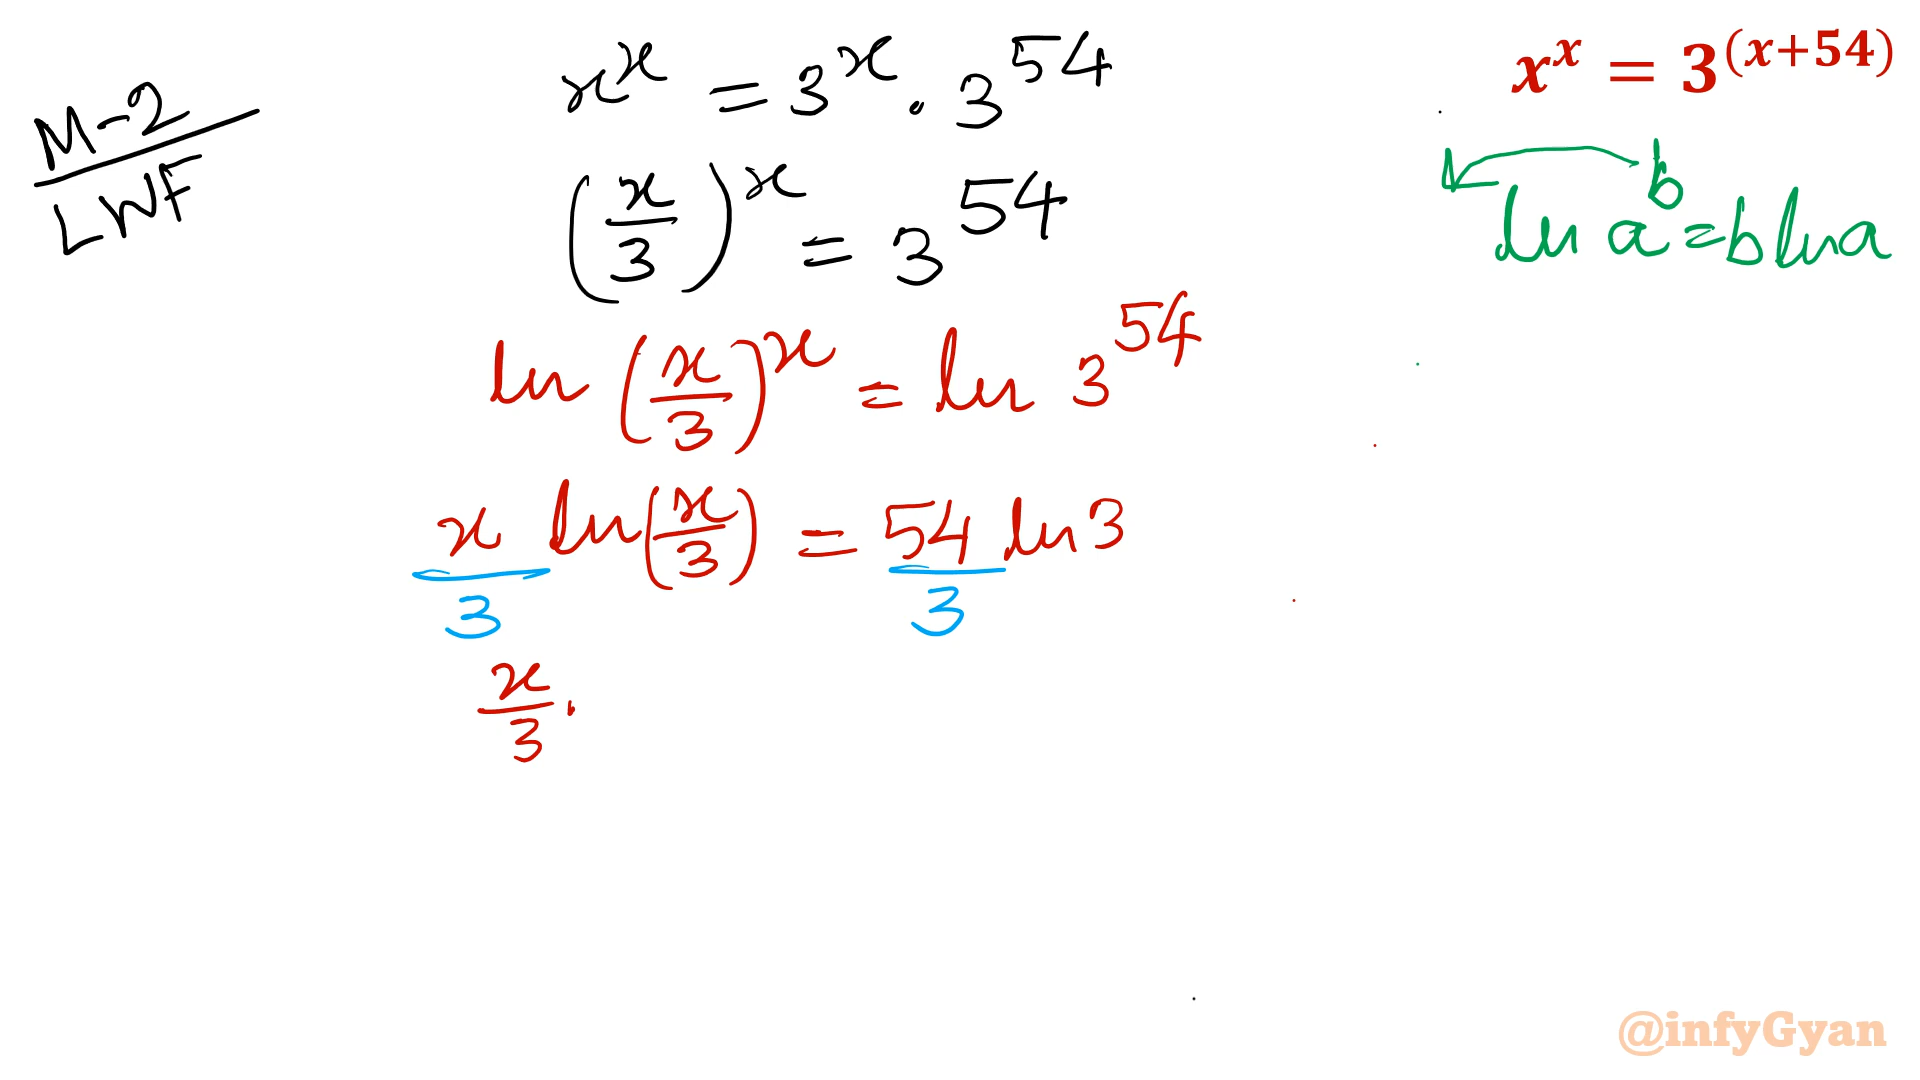 M-2
LWF
x^x = 3^x . 3^54
(x/3)^x = 3^54
ln (x/3)^x = ln 3^54
x/3 ln(x/3) = 54/3 ln 3
x/3 .
x^x = 3^(x+54)
ln a^b = b ln a
@infyGyan